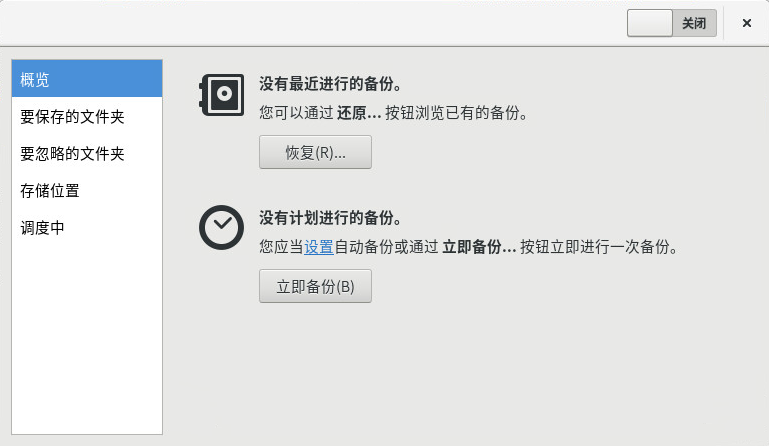 关闭
概览
要保存的文件夹
要忽略的文件夹
存储位置
调度中
没有最近进行的备份。
您可以通过 还原... 按钮浏览已有的备份。
恢复(R)...
没有计划进行的备份。
您应当设置自动备份或通过 立即备份... 按钮立即进行一次备份。
立即备份(B)